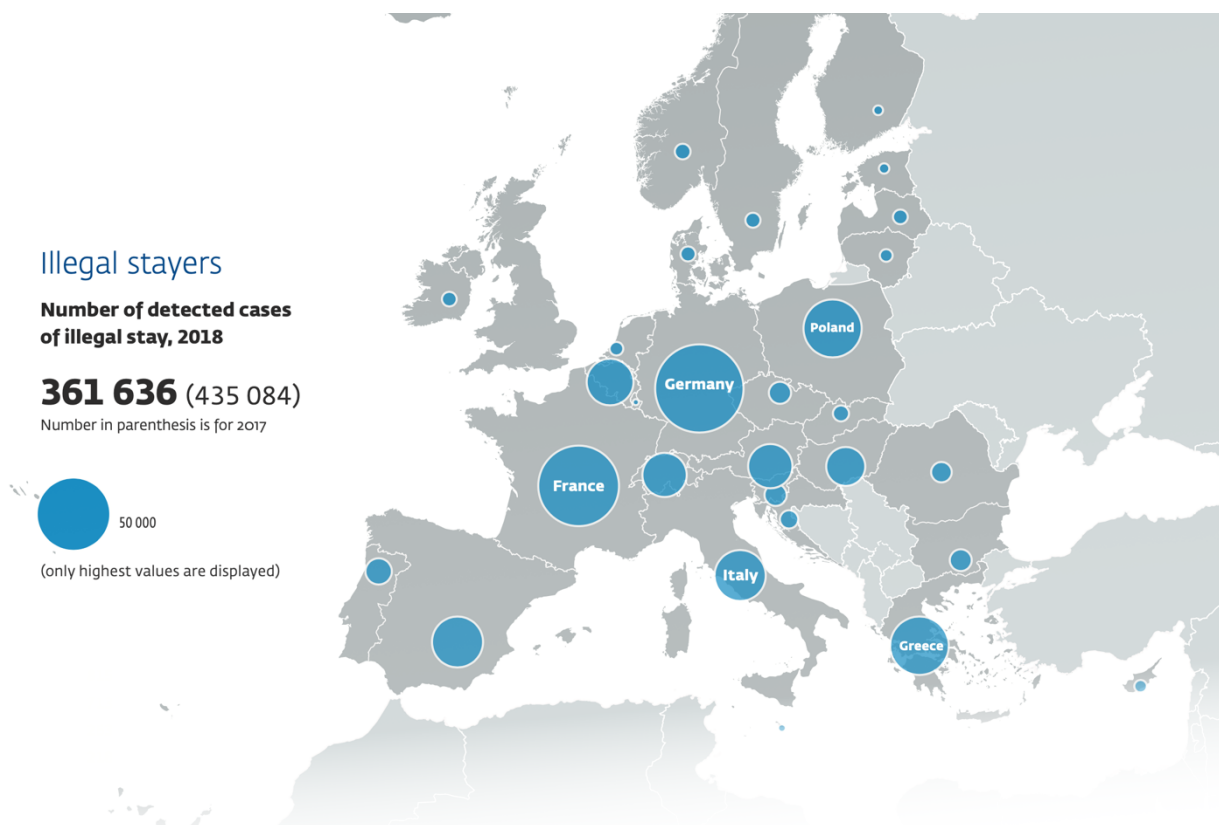 Illegal stayers
Number of detected cases
of illegal stay, 2018
361 636 (435 084)
Number in parenthesis is for 2017
50 000
(only highest values are displayed)
Poland
Germany
France
Italy
Greece